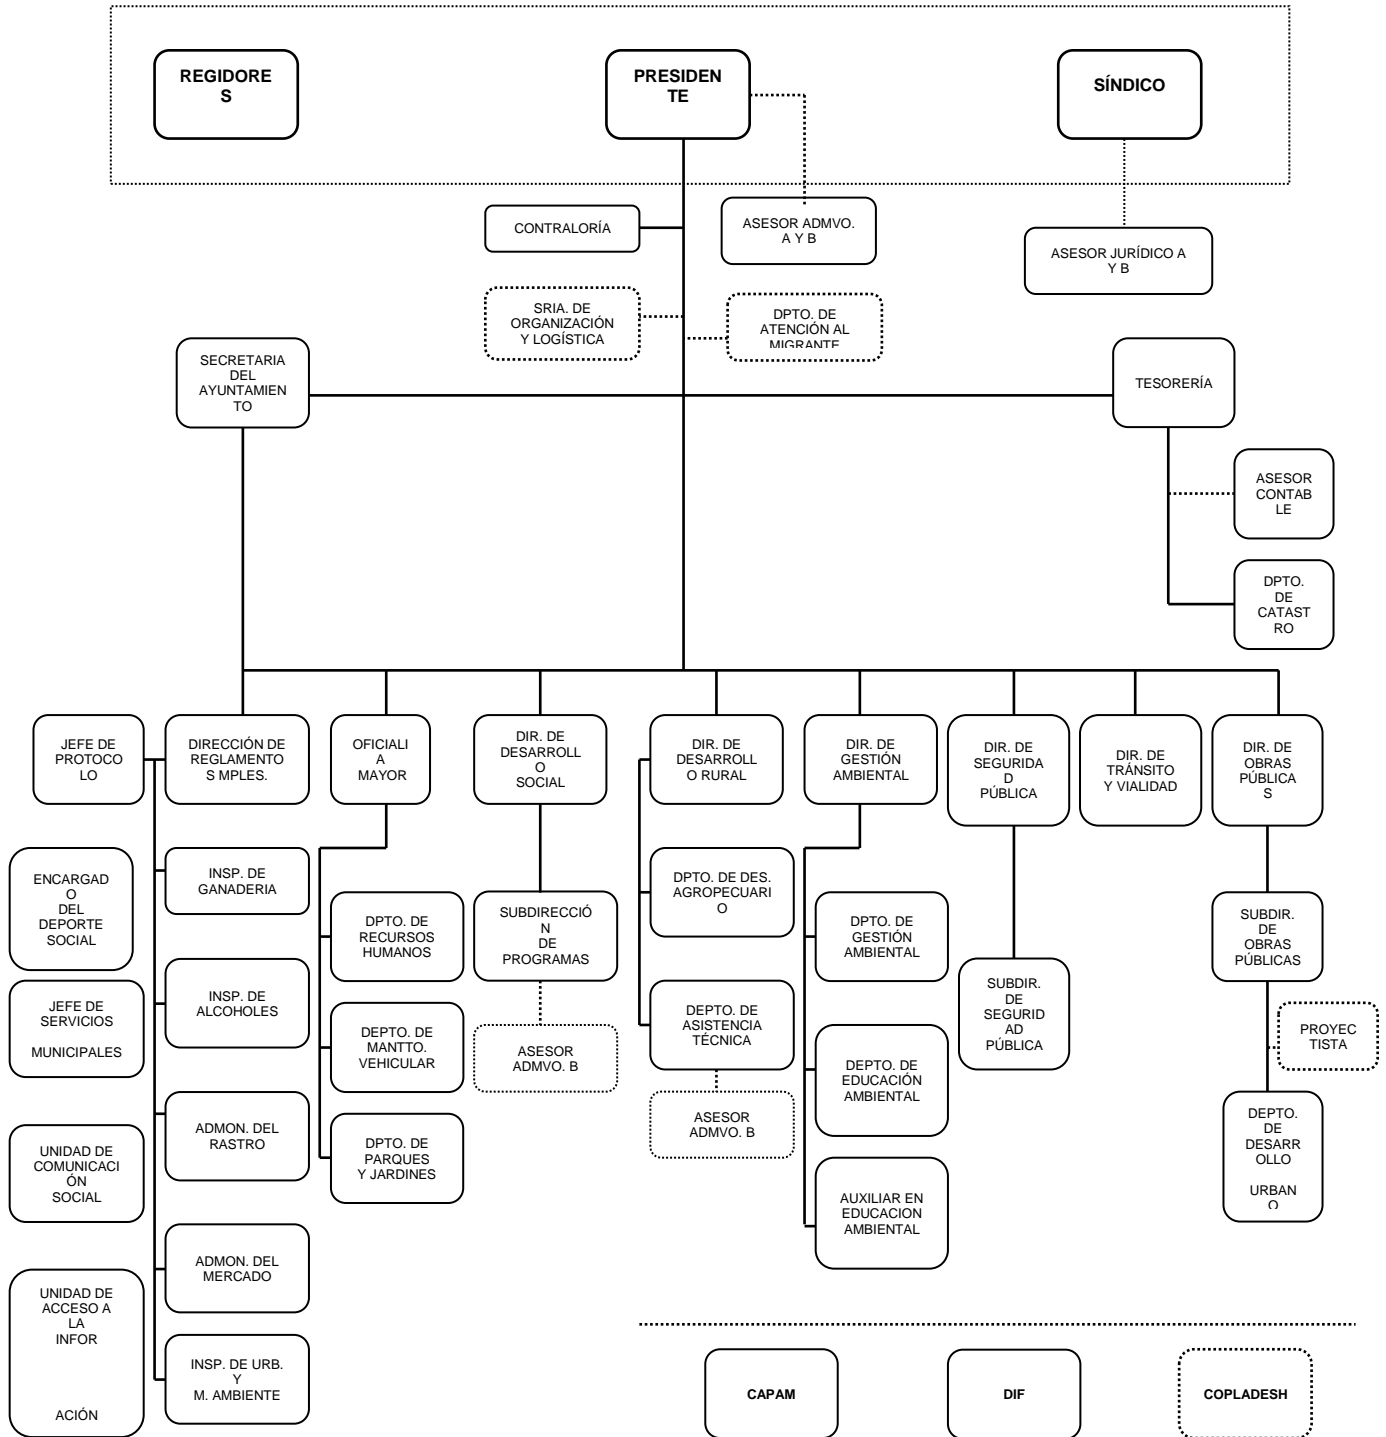 REGIDORE
S
PRESIDEN
TE
SÍNDICO
CONTRALORÍA
ASESOR ADMVO.
A Y B
ASESOR JURÍDICO A
Y B
SRIA. DE
ORGANIZACIÓN
Y LOGÍSTICA
DPTO. DE
ATENCIÓN AL
MIGRANTE
SECRETARIA
DEL
AYUNTAMIEN
TO
TESORERÍA
ASESOR
CONTAB
LE
DPTO.
DE
CATAST
RO
JEFE DE
PROTOCO
LO
DIRECCIÓN DE
REGLAMENTO
S MPLES.
OFICIALI
A
MAYOR
DIR. DE
DESARROLL
O
SOCIAL
DIR. DE
DESARROLL
O RURAL
DIR. DE
GESTIÓN
AMBIENTAL
DIR. DE
SEGURIDA
D
PÚBLICA
DIR. DE
TRÁNSITO
Y VIALIDAD
DIR. DE
OBRAS
PÚBLICA
S
ENCARGAD
O
DEL
DEPORTE
SOCIAL
INSP. DE
GANADERIA
DPTO. DE
RECURSOS
HUMANOS
SUBDIRECCIÓ
N
DE
PROGRAMAS
DPTO. DE DES.
AGROPECUARI
O
DPTO. DE
GESTIÓN
AMBIENTAL
SUBDIR.
DE
OBRAS
PÚBLICAS
JEFE DE
SERVICIOS
MUNICIPALES
INSP. DE
ALCOHOLES
DEPTO. DE
MANTTO.
VEHICULAR
ASESOR
ADMVO. B
DEPTO. DE
ASISTENCIA
TÉCNICA
SUBDIR.
DE
SEGURID
AD
PÚBLICA
PROYEC
TISTA
DEPTO. DE
EDUCACIÓN
AMBIENTAL
ASESOR
ADMVO. B
UNIDAD DE
COMUNICACI
ÓN
SOCIAL
ADMON. DEL
RASTRO
DPTO. DE
PARQUES
Y JARDINES
DEPTO.
DE
DESARR
OLLO
URBAN
O
AUXILIAR EN
EDUCACION
AMBIENTAL
ADMON. DEL
MERCADO
UNIDAD DE
ACCESO A
LA
INFOR
ACIÓN
INSP. DE URB.
Y
M. AMBIENTE
CAPAM
DIF
COPLADESH